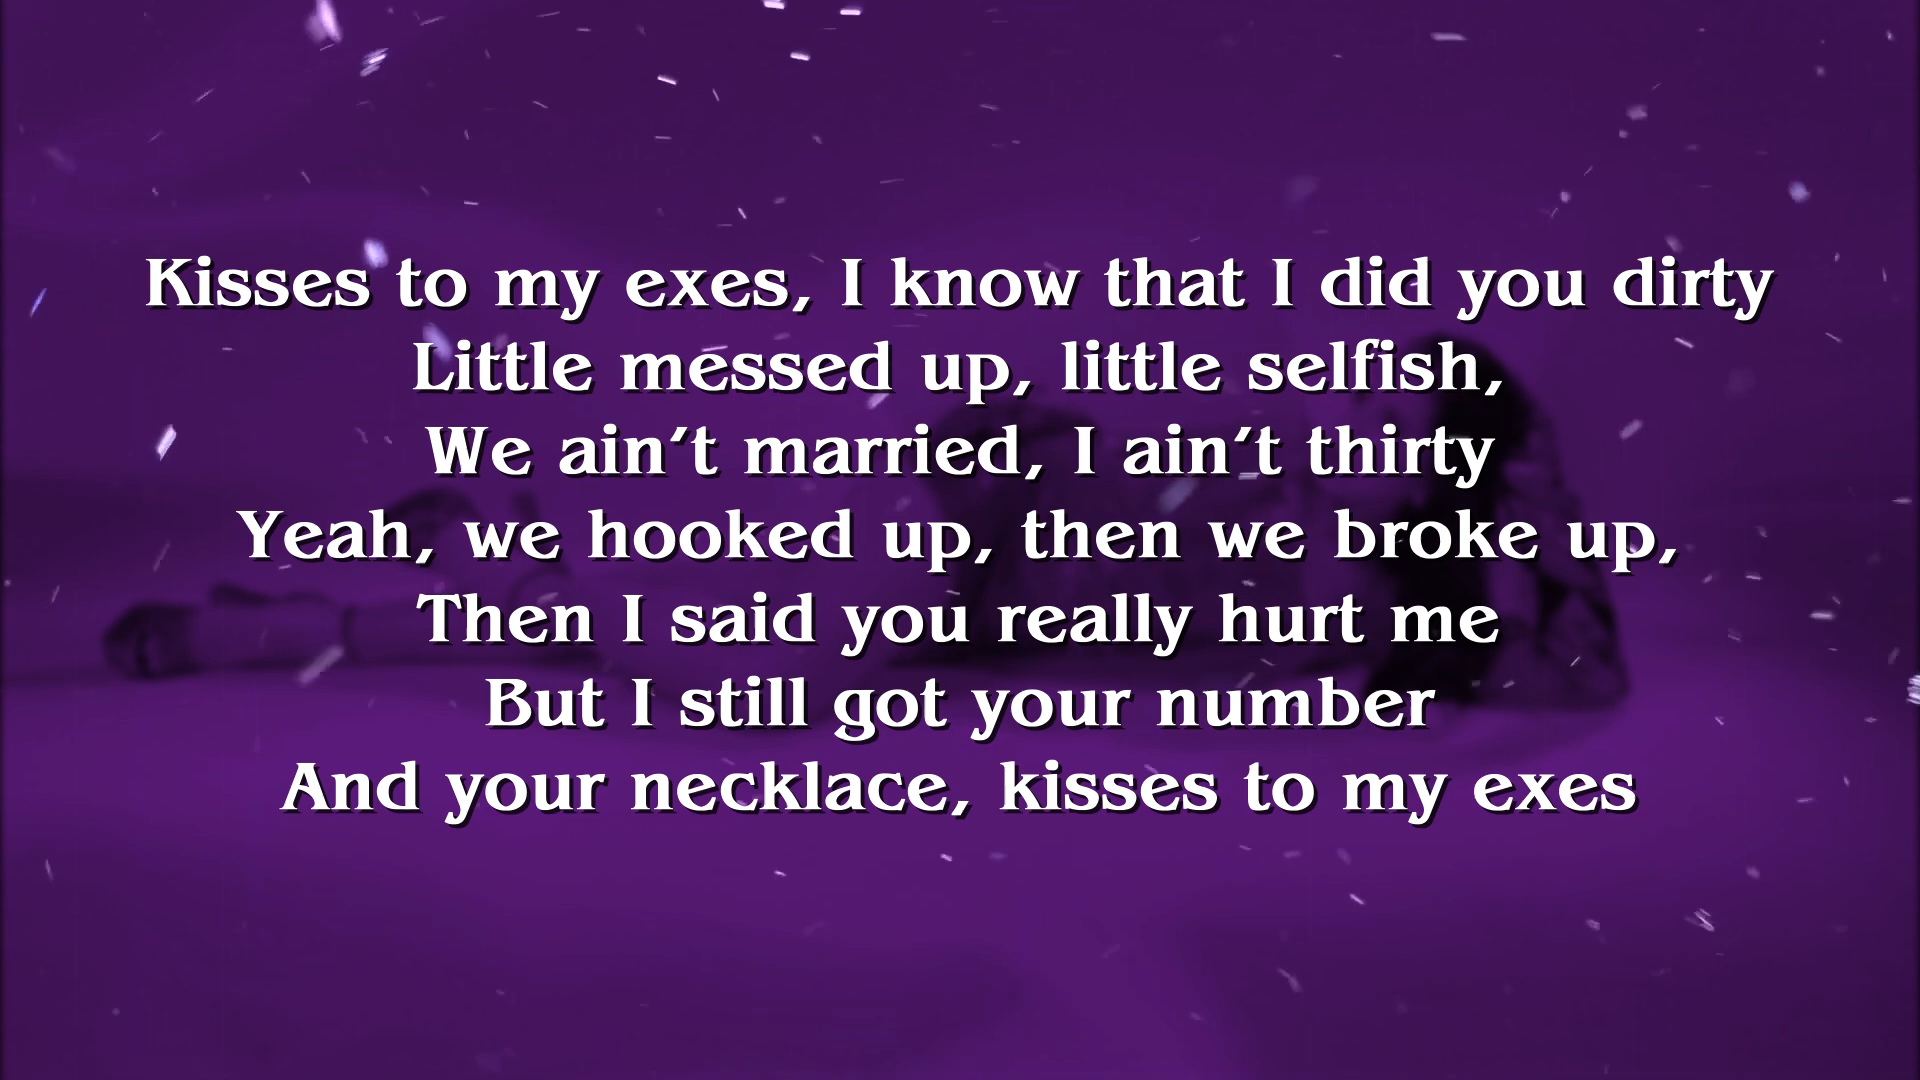 Kisses to my exes, I know that I did you dirty
Little messed up, little selfish,
We ain't married, I ain't thirty
Yeah, we hooked up, then we broke up,
Then I said you really hurt me
But I still got your number
And your necklace, kisses to my exes